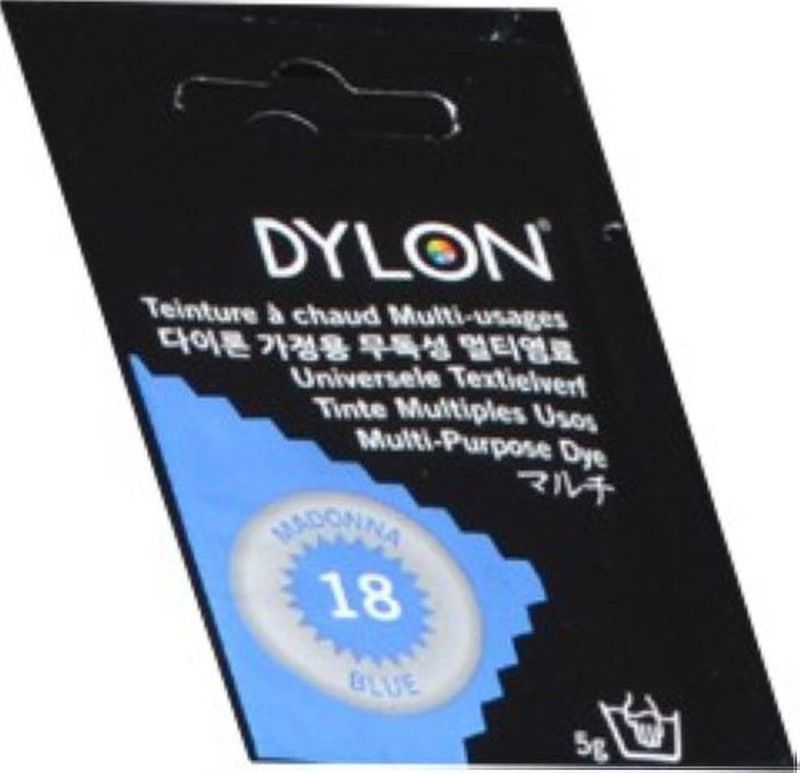 DYLON®
Teinture à chaud Multi-usages
다이론 가정용 무독성 멀티염료
Universele Textielverf
Tinte Multiples Usos
Multi-Purpose Dye
マルチ
MADONNA
18
BLUE
5g